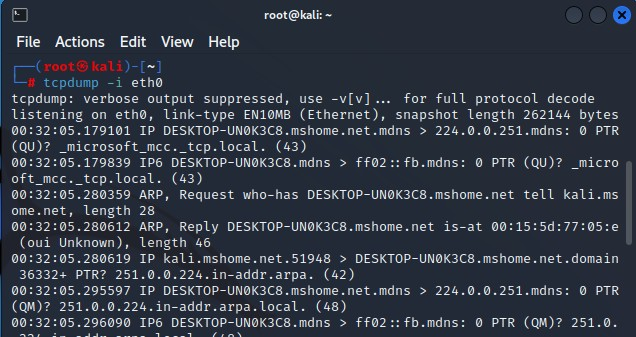 root@kali: ~
File Actions Edit View Help
┌──(root㉿kali)-[~]
└─# tcpdump -i eth0
tcpdump: verbose output suppressed, use -v[v]... for full protocol decode
listening on eth0, link-type EN10MB (Ethernet), snapshot length 262144 bytes
00:32:05.179101 IP DESKTOP-UN0K3C8.mshome.net.mdns > 224.0.0.251.mdns: 0 PTR
(QU)? _microsoft_mcc._tcp.local. (43)
00:32:05.179839 IP6 DESKTOP-UN0K3C8.mdns > ff02::fb.mdns: 0 PTR (QU)? _micro
oft_mcc._tcp.local. (43)
00:32:05.280359 ARP, Request who-has DESKTOP-UN0K3C8.mshome.net tell kali.ms
ome.net, length 28
00:32:05.280612 ARP, Reply DESKTOP-UN0K3C8.mshome.net is-at 00:15:5d:77:05:e
(oui Unknown), length 46
00:32:05.280619 IP kali.mshome.net.51948 > DESKTOP-UN0K3C8.mshome.net.domain
36332+ PTR? 251.0.0.224.in-addr.arpa. (42)
00:32:05.295597 IP DESKTOP-UN0K3C8.mshome.net.mdns > 224.0.0.251.mdns: 0 PTR
(QM)? 251.0.0.224.in-addr.arpa.local. (48)
00:32:05.296090 IP6 DESKTOP-UN0K3C8.mdns > ff02::fb.mdns: 0 PTR (QM)? 251.0.